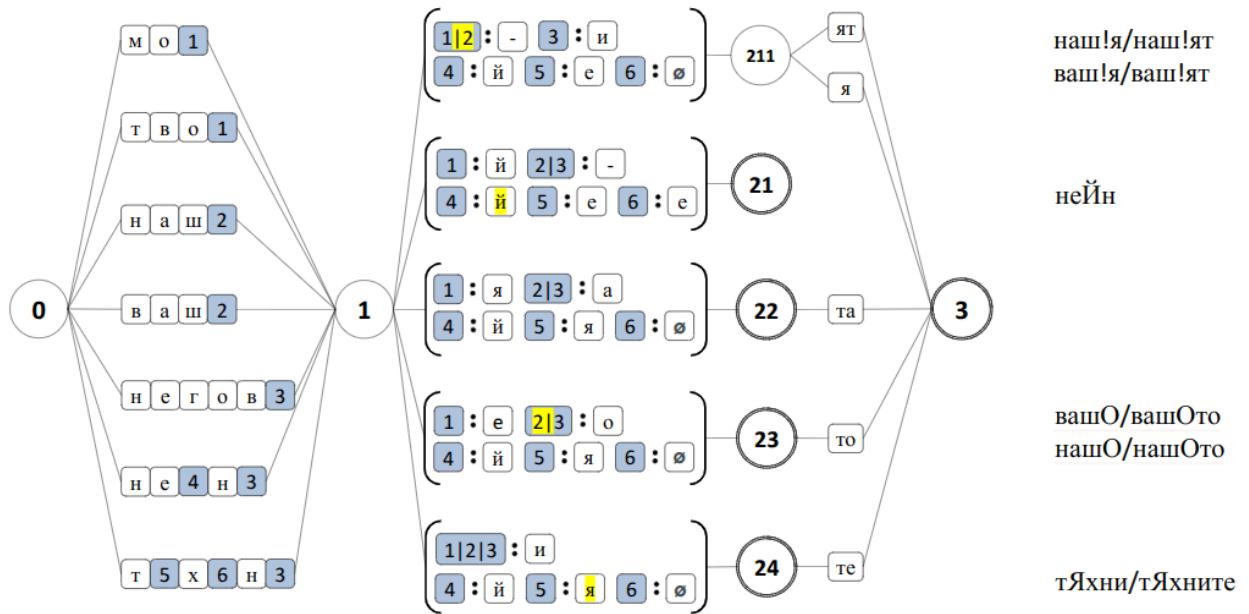 0
м о 1
т в о 1
н а ш 2
в а ш 2
н е г о в 3
н е 4 н 3
т 5 х 6 н 3
1
1|2 : - 3 : и
4 : й 5 : е 6 : ø
211
ят
я
наш!я/наш!ят
ваш!я/ваш!ят
1 : й 2|3 : -
4 : й 5 : е 6 : е
21
неЙн
1 : я 2|3 : а
4 : й 5 : я 6 : ø
22
та
3
1 : е 2|3 : о
4 : й 5 : я 6 : ø
23
то
вашО/вашОто
нашО/нашОто
1|2|3 : и
4 : й 5 : я 6 : ø
24
те
тЯхни/тЯхните